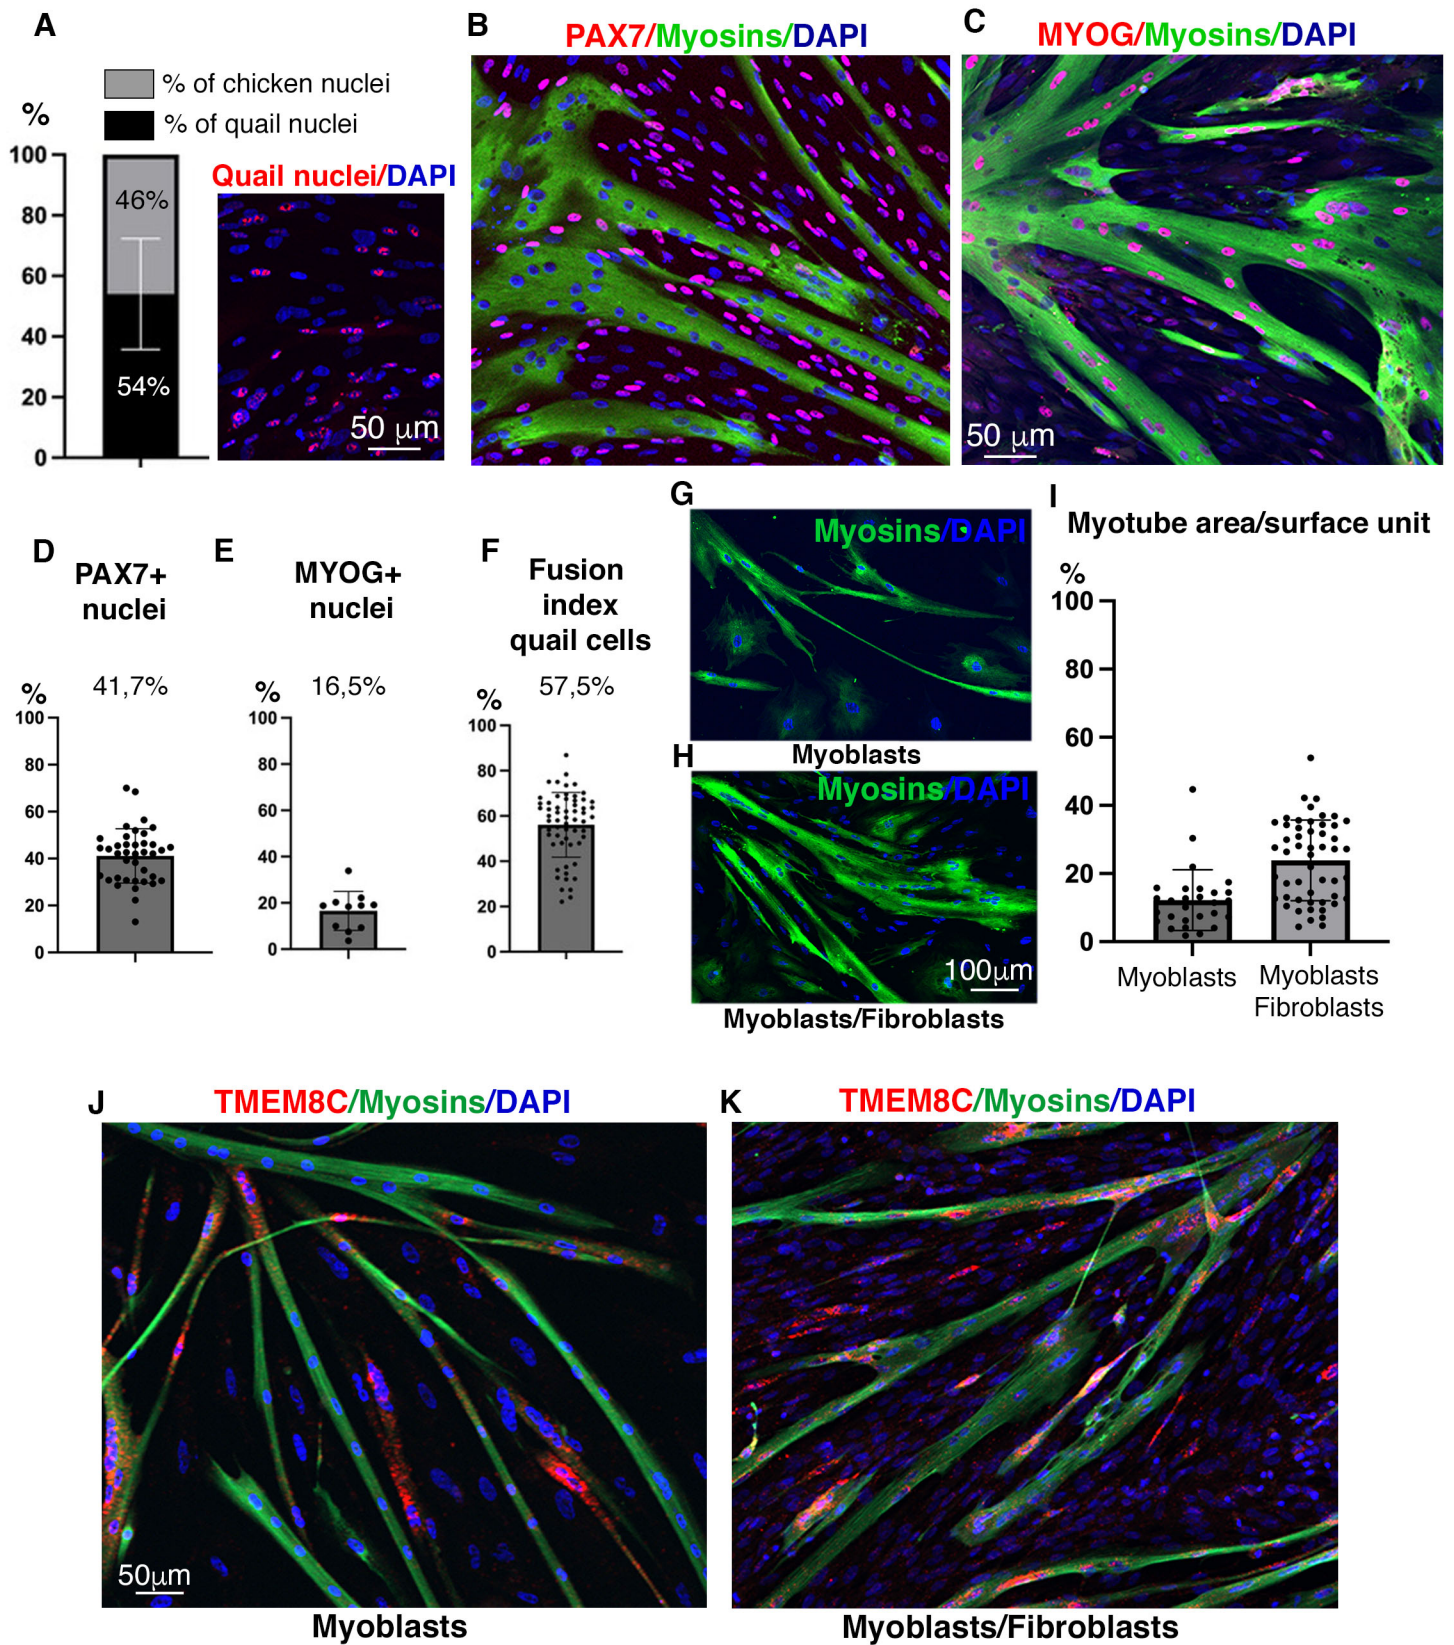 A
% of chicken nuclei
% of quail nuclei
%
100
80
60
40
20
0
46%
54%
Quail nuclei/DAPI
50 µm
B
PAX7/Myosins/DAPI
C
MYOG/Myosins/DAPI
50 µm
D
PAX7+
nuclei
41,7%
%
100
80
60
40
20
0
E
MYOG+
nuclei
16,5%
%
100
80
60
40
20
0
F
Fusion
index
quail cells
57,5%
%
100
80
60
40
20
0
G
Myosins/DAPI
Myoblasts
H
Myosins/DAPI
100µm
Myoblasts/Fibroblasts
I
Myotube area/surface unit
%
100
80
60
40
20
0
Myoblasts
Myoblasts
Fibroblasts
J
TMEM8C/Myosins/DAPI
50µm
Myoblasts
K
TMEM8C/Myosins/DAPI
Myoblasts/Fibroblasts